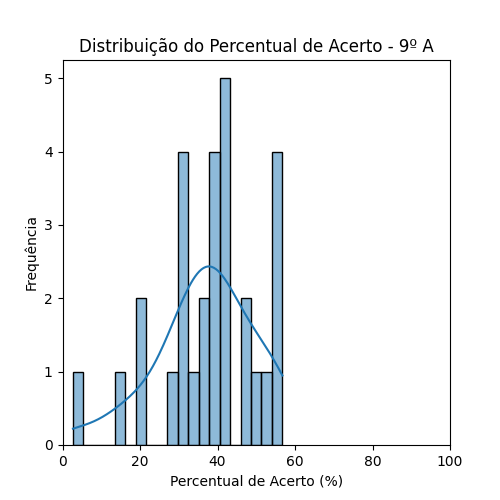 Distribuição do Percentual de Acerto - 9º A
5
4
3
2
1
0
Frequência
0 20 40 60 80 100
Percentual de Acerto (%)